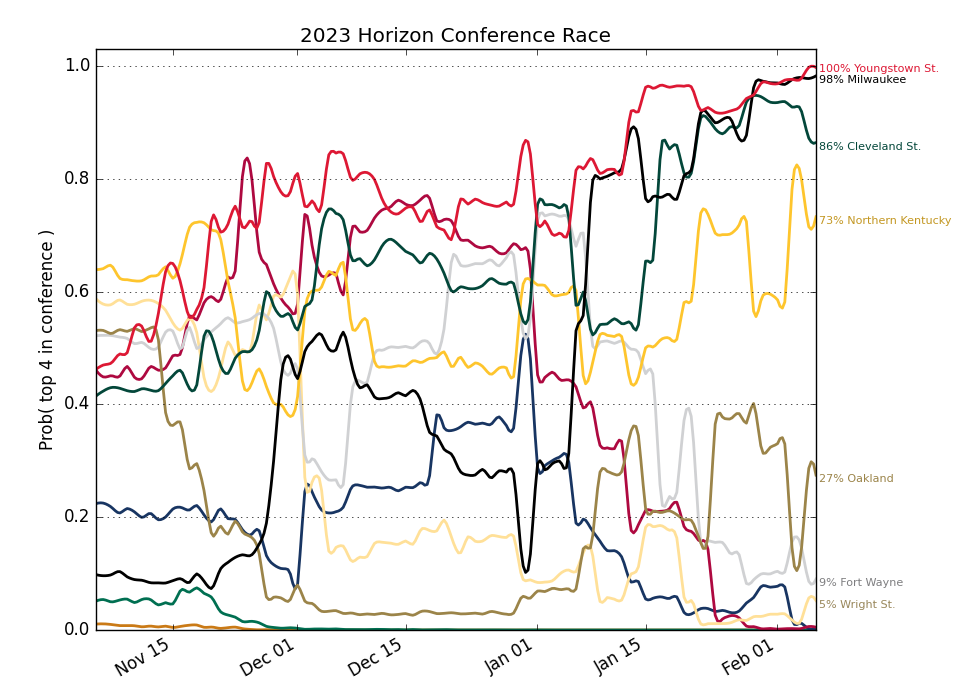 2023 Horizon Conference Race
Prob( top 4 in conference )
1.0
0.8
0.6
0.4
0.2
0.0
Nov 15
Dec 01
Dec 15
Jan 01
Jan 15
Feb 01
100% Youngstown St.
98% Milwaukee
86% Cleveland St.
73% Northern Kentucky
27% Oakland
9% Fort Wayne
5% Wright St.